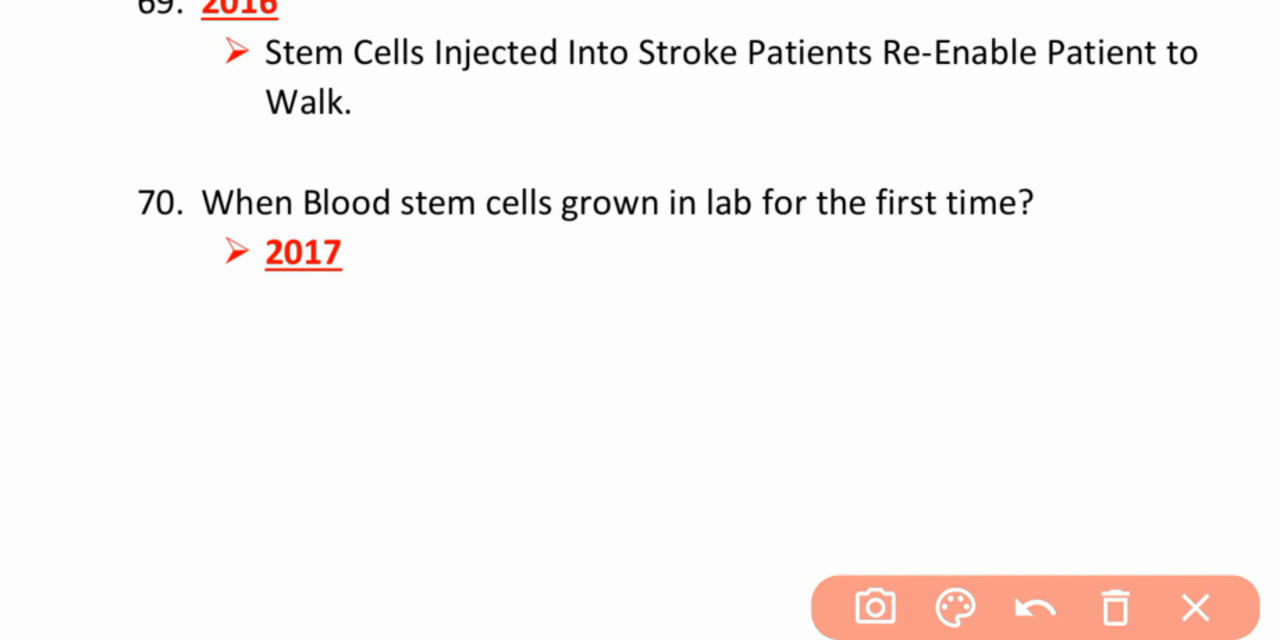 69. 2016
➢ Stem Cells Injected Into Stroke Patients Re-Enable Patient to
Walk.
70. When Blood stem cells grown in lab for the first time?
➢ 2017